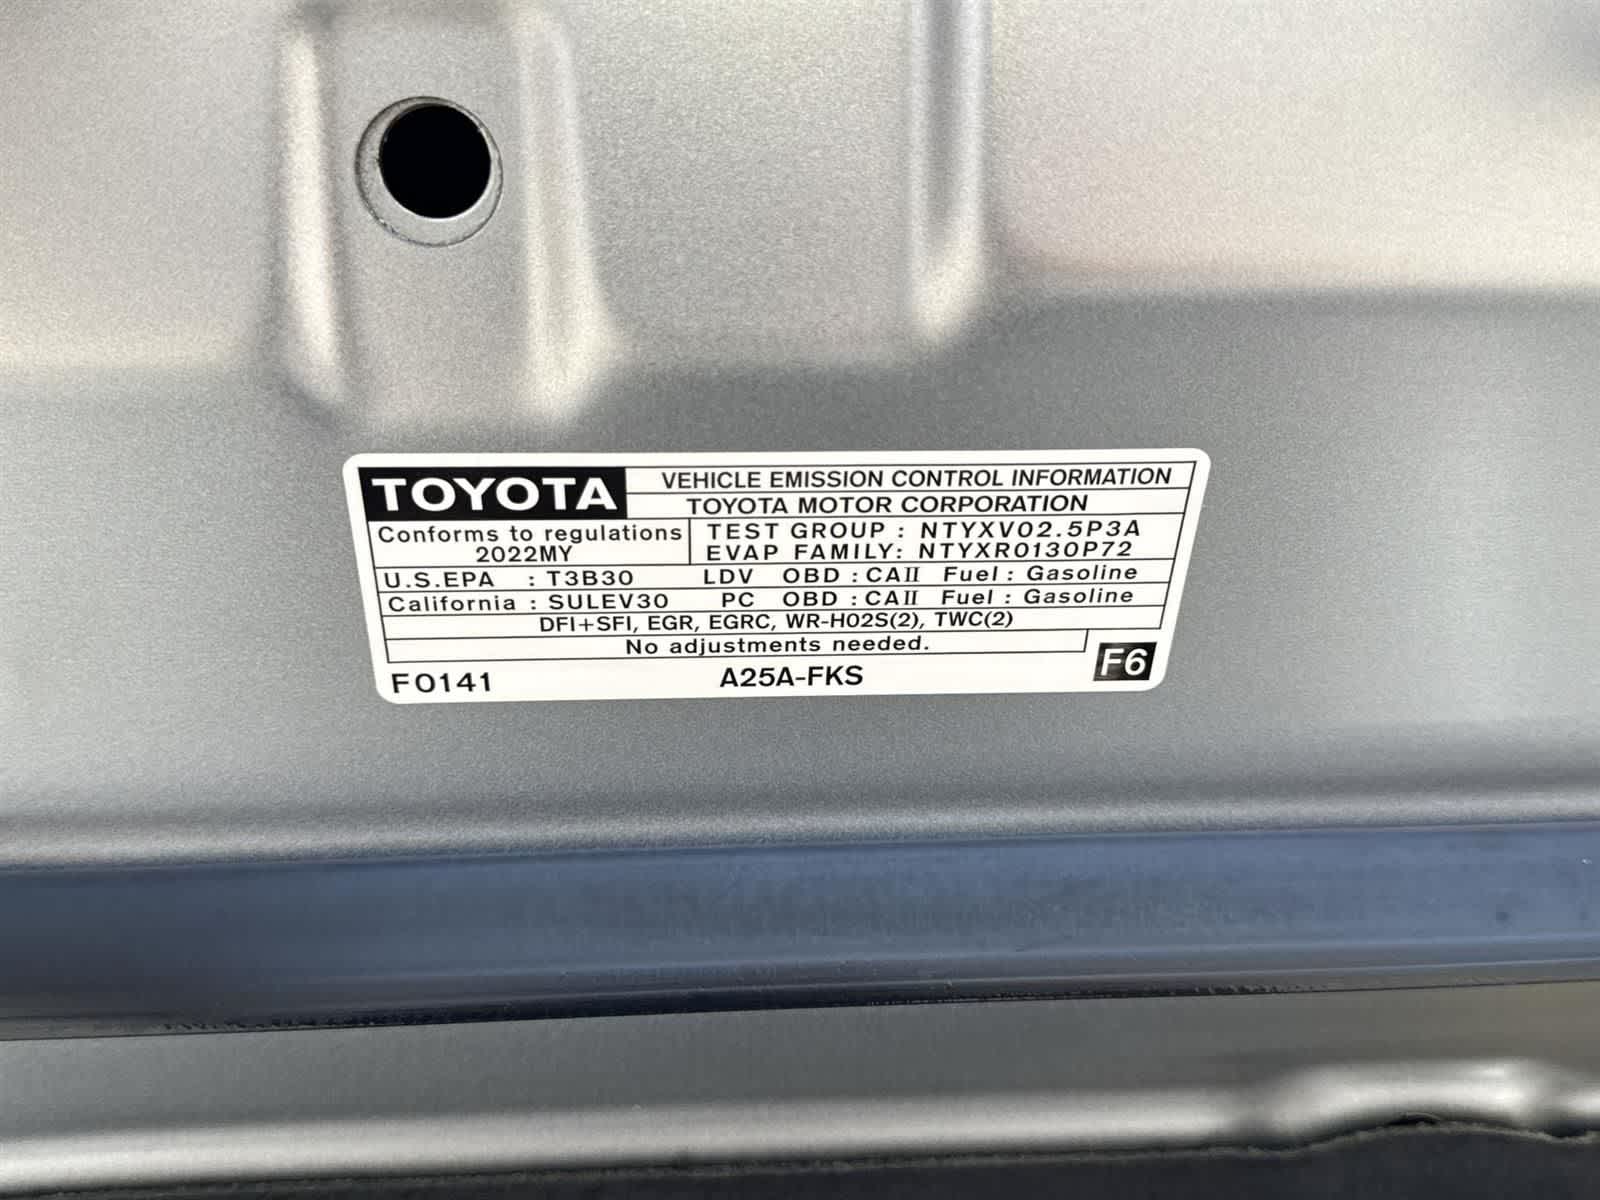 TOYOTA
VEHICLE EMISSION CONTROL INFORMATION
TOYOTA MOTOR CORPORATION
Conforms to regulations
2022MY
TEST GROUP : NTYXV02.5P3A
EVAP FAMILY: NTYXR0130P72
U.S.EPA : T3B30 LDV OBD : CAII Fuel : Gasoline
California : SULEV30 PC OBD : CAII Fuel : Gasoline
DFI+SFI, EGR, EGRC, WR-HO2S(2), TWC(2)
No adjustments needed.
F0141 A25A-FKS F6